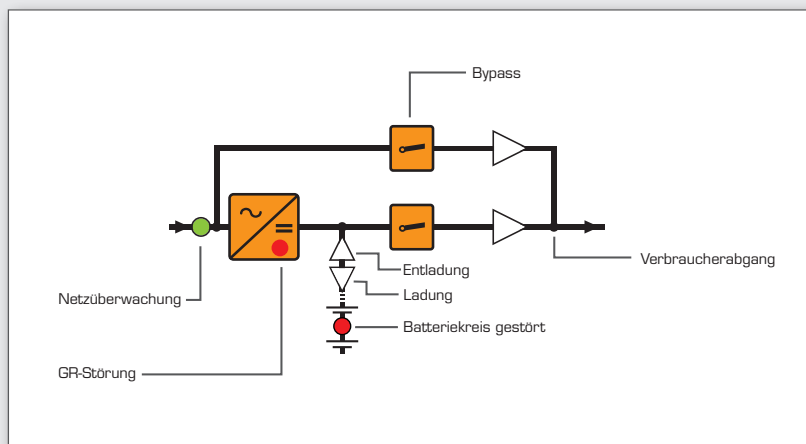 Bypass
Verbraucherabgang
Entladung
Ladung
Netzüberwachung
Batteriekreis gestört
GR-Störung